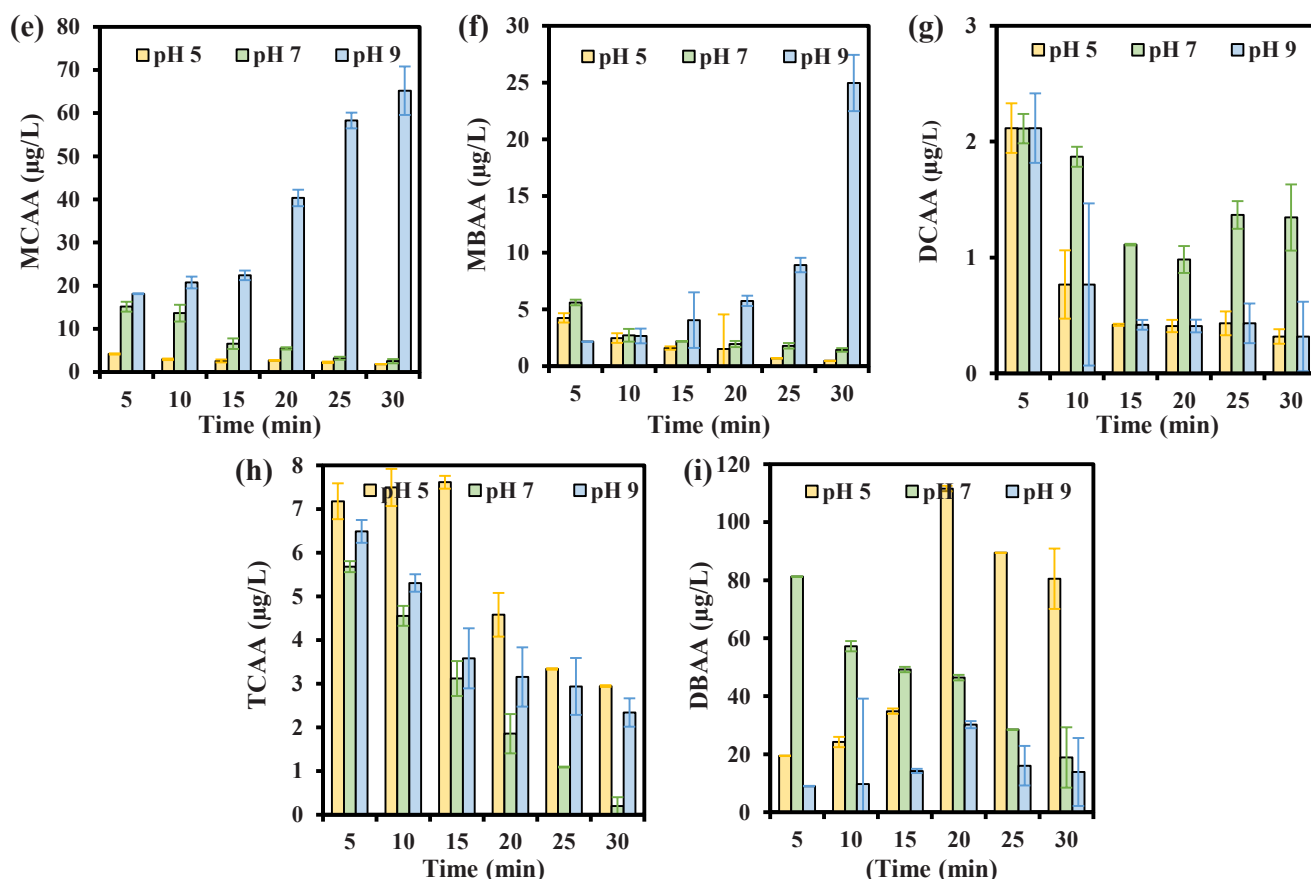 (e)
80
70
60
50
40
30
20
10
0
MCAA (µg/L)
pH 5 pH 7 pH 9
5 10 15 20 25 30
Time (min)
(f)
30
25
20
15
10
5
0
MBAA (µg/L)
pH 5 pH 7 pH 9
5 10 15 20 25 30
Time (min)
(g)
3
2
1
0
DCAA (µg/L)
pH 5 pH 7 pH 9
5 10 15 20 25 30
Time (min)
(h)
8
7
6
5
4
3
2
1
0
TCAA (µg/L)
pH 5 pH 7 pH 9
5 10 15 20 25 30
Time (min)
(i)
120
100
80
60
40
20
0
DBAA (µg/L)
pH 5 pH 7 pH 9
5 10 15 20 25 30
(Time (min)